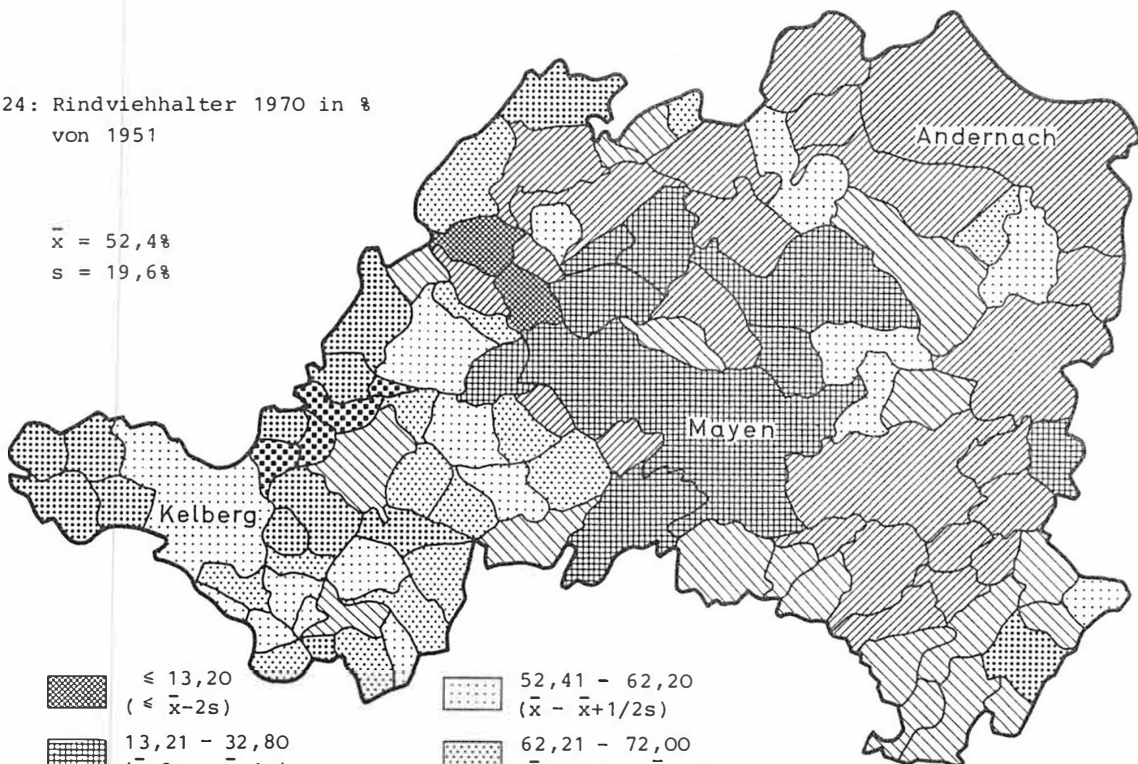 24: Rindviehhalter 1970 in %
von 1951
x̄ = 52,4%
s = 19,6%
Andernach
Mayen
Kelberg
≤ 13,20
(≤ x̄-2s)
52,41 - 62,20
(x̄ - x̄+1/2s)
13,21 - 32,80
62,21 - 72,00